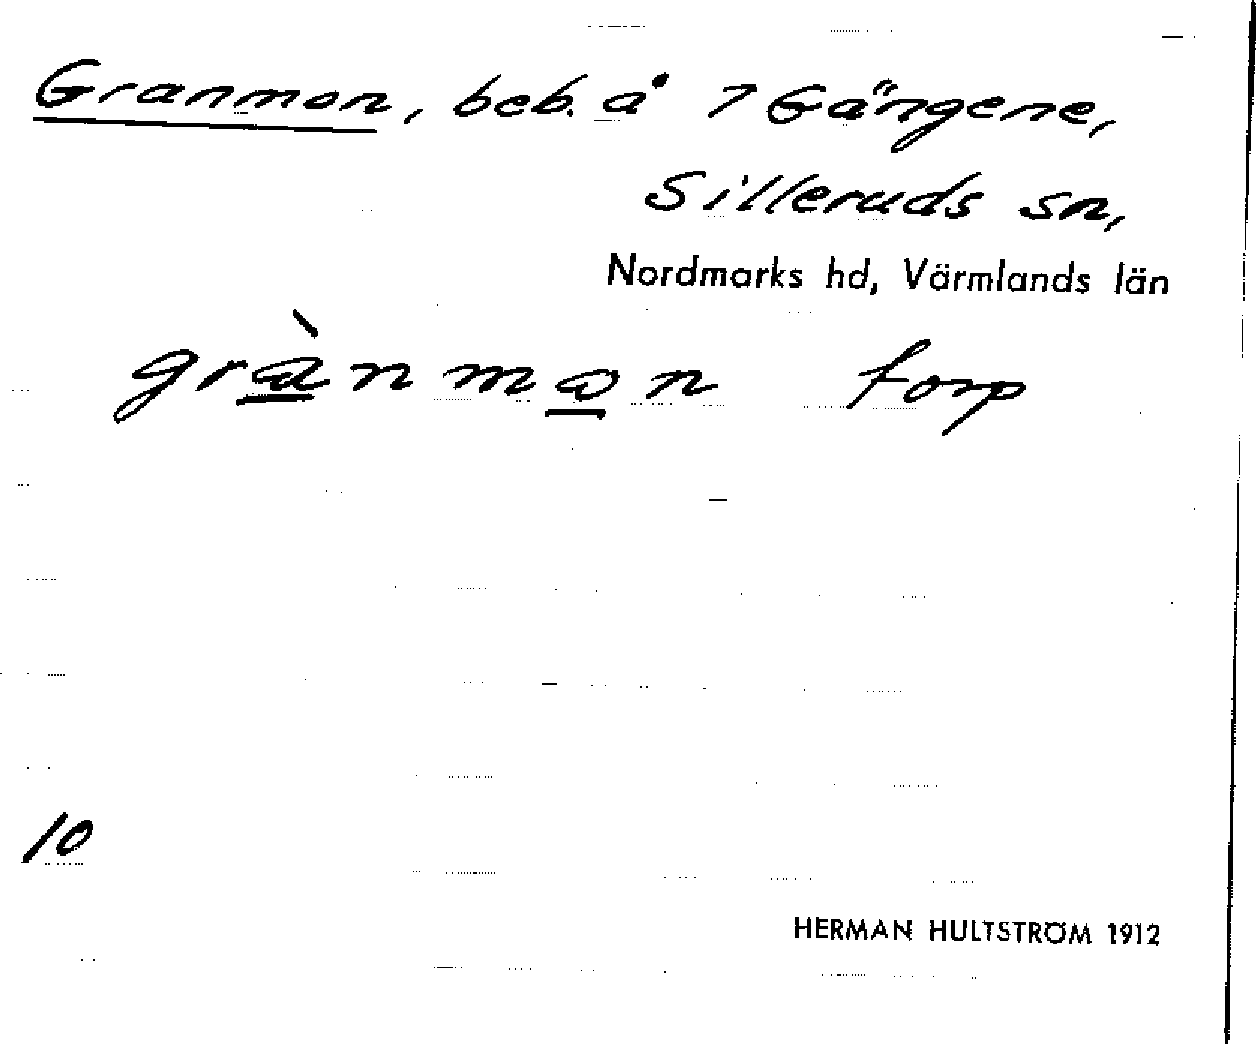 Granmon, beb. å 7 Gängene,
Silleruds sn,
Nordmarks hd, Värmlands län
grànmon torp
10
HERMAN HULTSTRÖM 1912